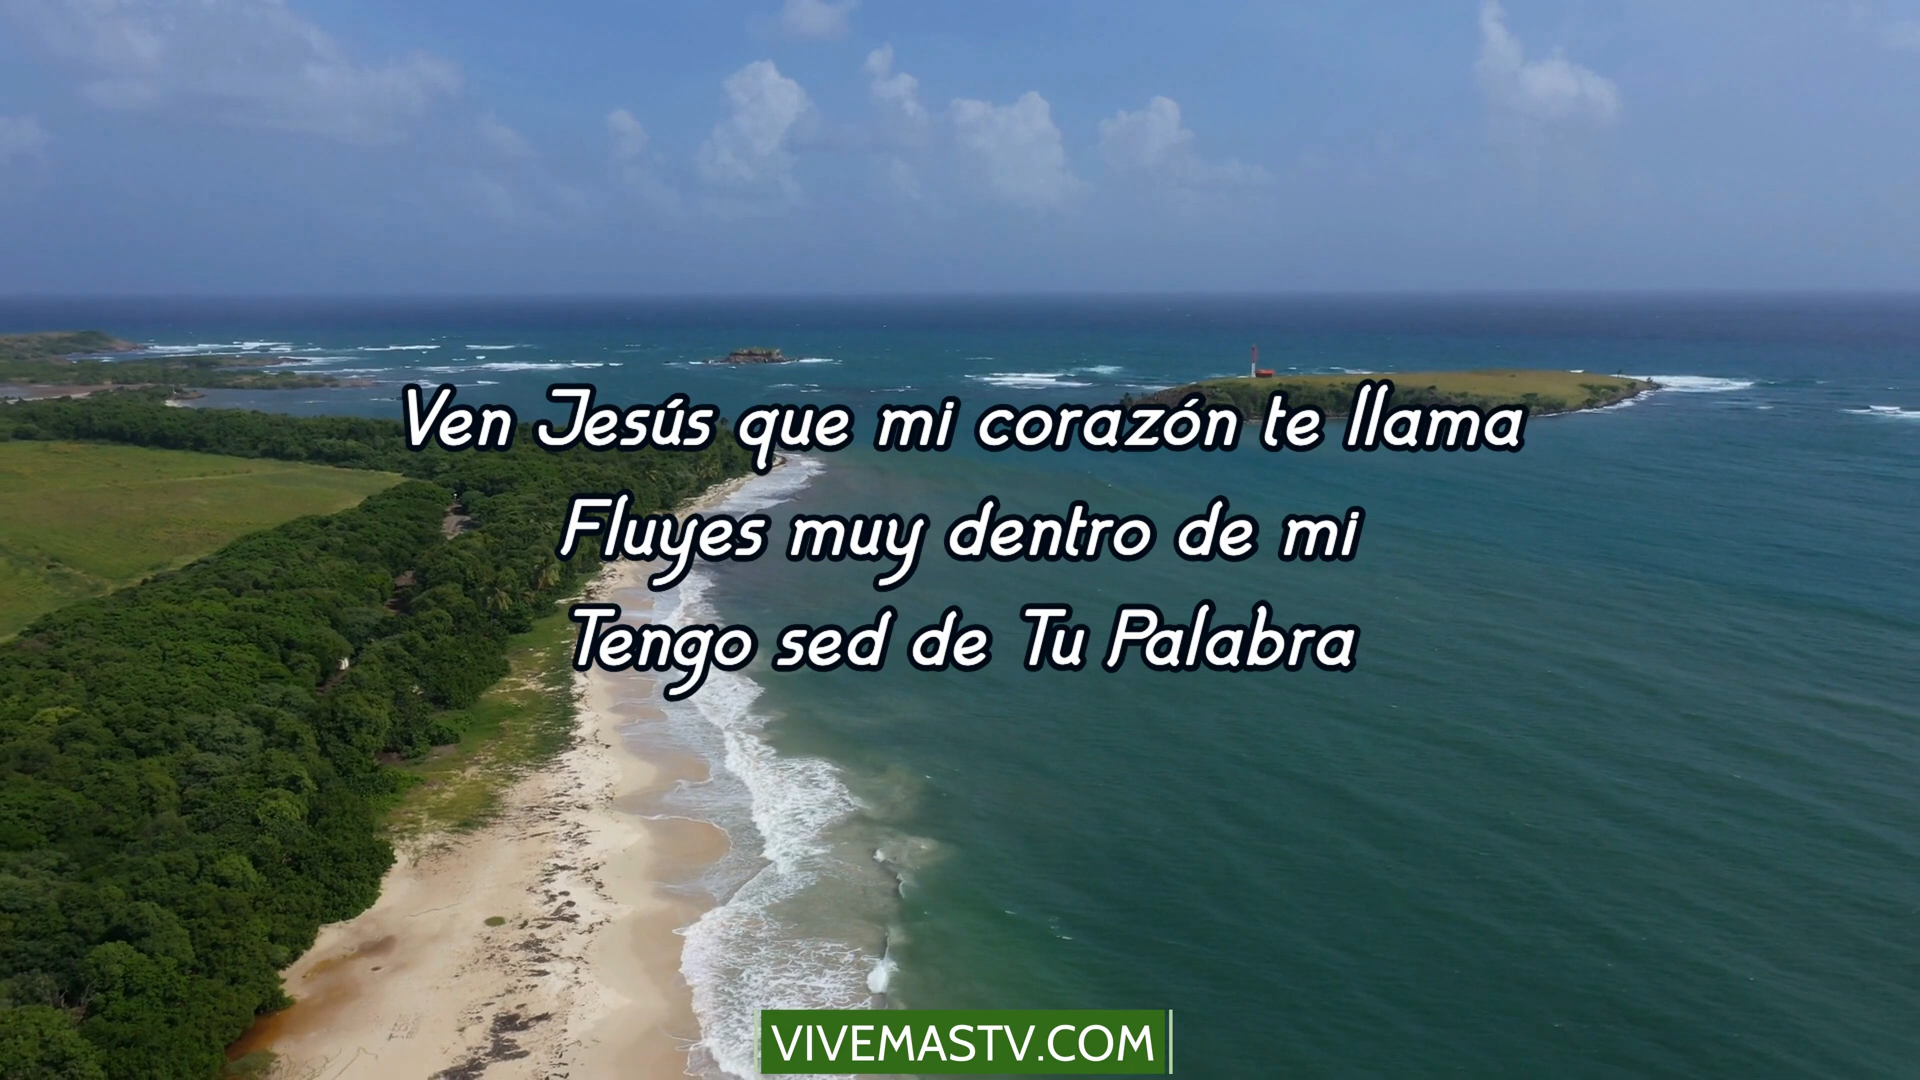 Ven Jesús que mi corazón te llama
Fluyes muy dentro de mi
Tengo sed de Tu Palabra
VIVEMASTV.COM